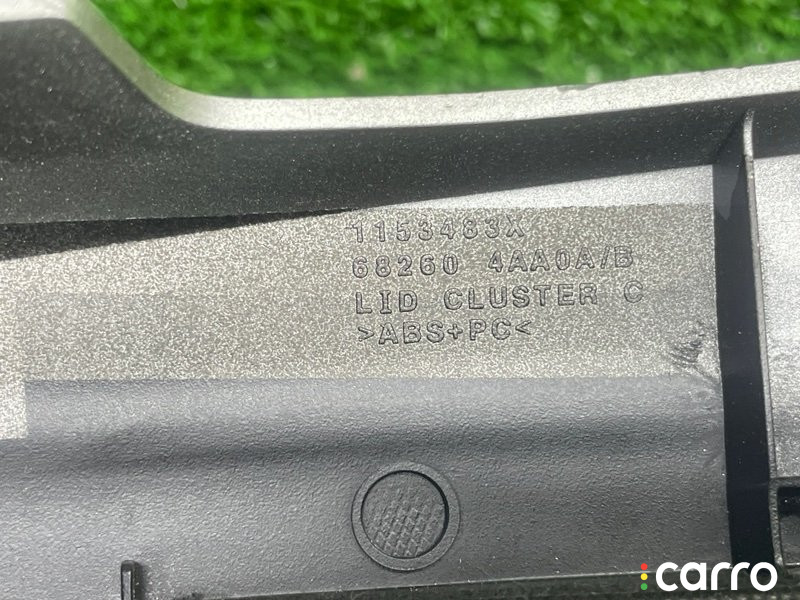 1153483X
68260 4AA0A/B
LID CLUSTER C
>ABS+PC<
carro